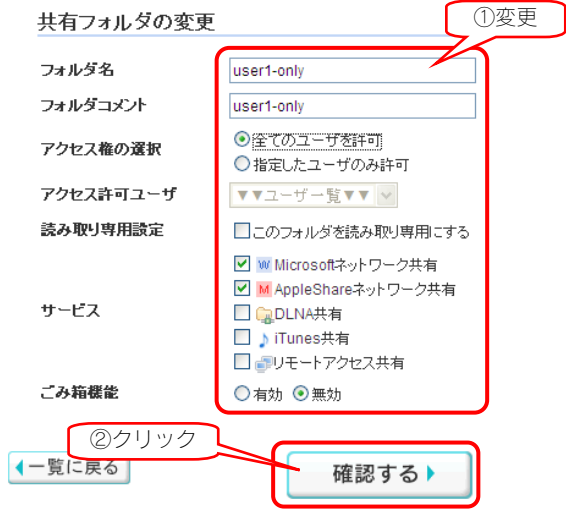 共有フォルダの変更
①変更
フォルダ名
user1-only
フォルダコメント
user1-only
アクセス権の選択
全てのユーザを許可
指定したユーザのみ許可
アクセス許可ユーザ
▼▼ユーザ一覧▼▼
読み取り専用設定
このフォルダを読み取り専用にする
サービス
W Microsoftネットワーク共有
M AppleShareネットワーク共有
DLNA共有
iTunes共有
リモートアクセス共有
ごみ箱機能
有効 無効
②クリック
一覧に戻る
確認する